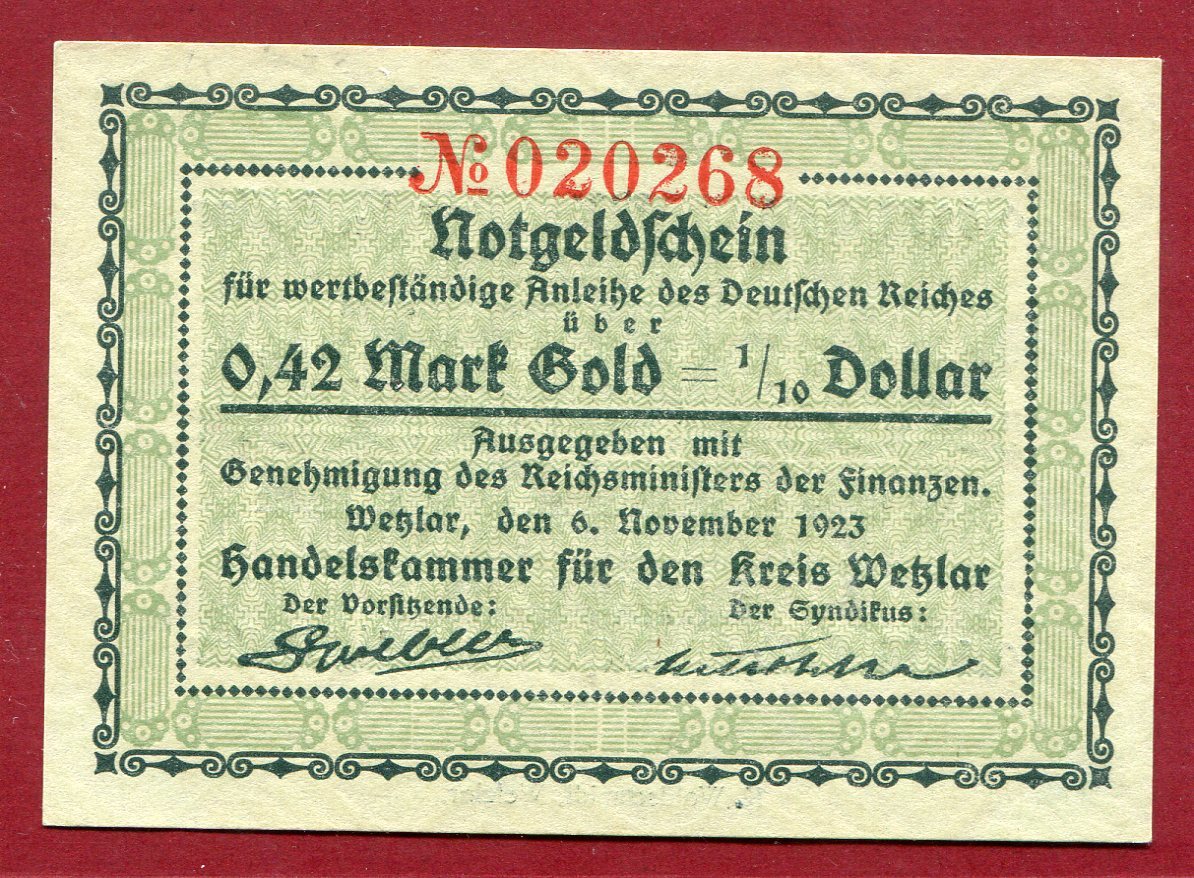 № 020268
Notgeldschein
für wertbeständige Anleihe des Deutschen Reiches
über
0,42 Mark Gold = 1/10 Dollar
Ausgegeben mit
Genehmigung des Reichsministers der Finanzen.
Wetzlar, den 6. November 1923
Handelskammer für den Kreis Wetzlar
Der Vorsitzende: Der Syndikus: